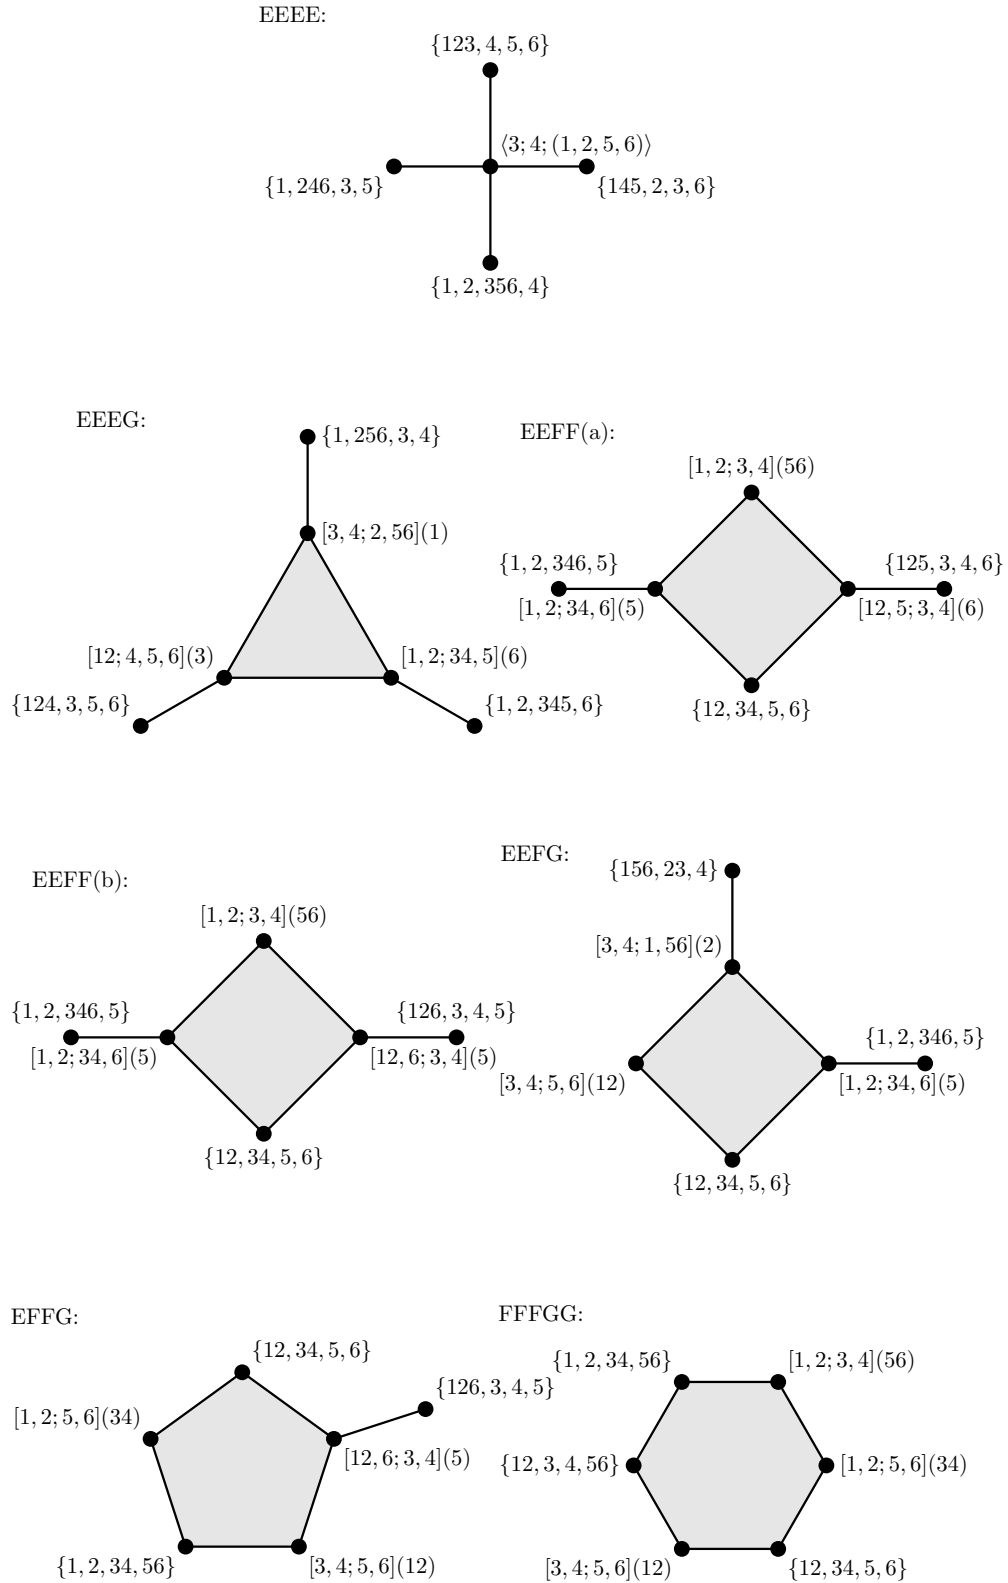 EEEE:
{123, 4, 5, 6}
⟨3; 4; (1, 2, 5, 6)⟩
{1, 246, 3, 5}
{145, 2, 3, 6}
{1, 2, 356, 4}
EEEG:
{1, 256, 3, 4}
[3, 4; 2, 56](1)
[12; 4, 5, 6](3)
[1, 2; 34, 5](6)
{124, 3, 5, 6}
{1, 2, 345, 6}
EEFF(a):
[1, 2; 3, 4](56)
{1, 2, 346, 5}
{125, 3, 4, 6}
[1, 2; 34, 6](5)
[12, 5; 3, 4](6)
{12, 34, 5, 6}
EEFF(b):
[1, 2; 3, 4](56)
{1, 2, 346, 5}
{126, 3, 4, 5}
[1, 2; 34, 6](5)
[12, 6; 3, 4](5)
{12, 34, 5, 6}
EEFG:
{156, 23, 4}
[3, 4; 1, 56](2)
{1, 2, 346, 5}
[3, 4; 5, 6](12)
[1, 2; 34, 6](5)
{12, 34, 5, 6}
EFFG:
{12, 34, 5, 6}
{126, 3, 4, 5}
[1, 2; 5, 6](34)
[12, 6; 3, 4](5)
{1, 2, 34, 56}
[3, 4; 5, 6](12)
FFFGG:
{1, 2, 34, 56}
[1, 2; 3, 4](56)
{12, 3, 4, 56}
[1, 2; 5, 6](34)
[3, 4; 5, 6](12)
{12, 34, 5, 6}